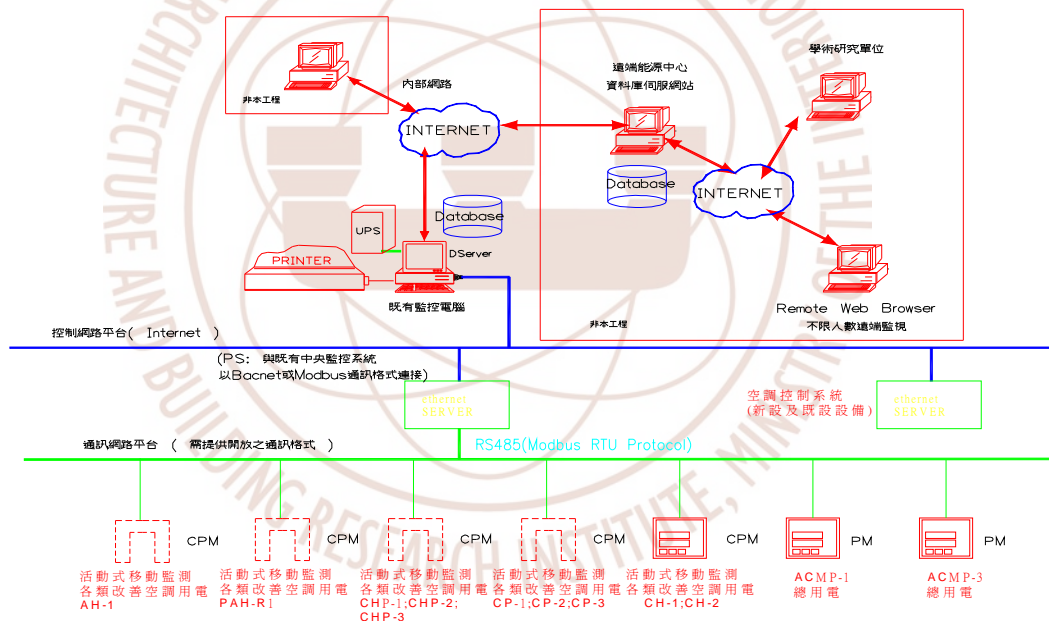 學術研究單位
遠端能源中心
資料庫伺服網站
內部網路
非本工程
INTERNET
Database
INTERNET
UPS
Database
DServer
PRINTER
既有監控電腦
Remote Web Browser
不限人數遠端監視
非本工程
控制網路平台( Internet )
(PS: 與既有中央監控系統
以Bacnet或Modbus通訊格式連接)
ethernet
SERVER
空調控制系統
(新設及既設設備)
ethernet
SERVER
通訊網路平台 ( 需提供開放之通訊格式 )
RS485(Modbus RTU Protocol)
CPM
CPM
CPM
CPM
CPM
PM
PM
活動式移動監測
各類改善空調用電
AH-1
活動式移動監測
各類改善空調用電
PAH-R1
活動式移動監測
各類改善空調用電
CHP-1;CHP-2;
CHP-3
活動式移動監測
各類改善空調用電
CP-1;CP-2;CP-3
活動式移動監測
各類改善空調用電
CH-1;CH-2
ACMP-1
總用電
ACMP-3
總用電
ARCHITECTURE AND BUILDING RESEARCH INSTITUTE, MINISTRY OF THE INTERIOR